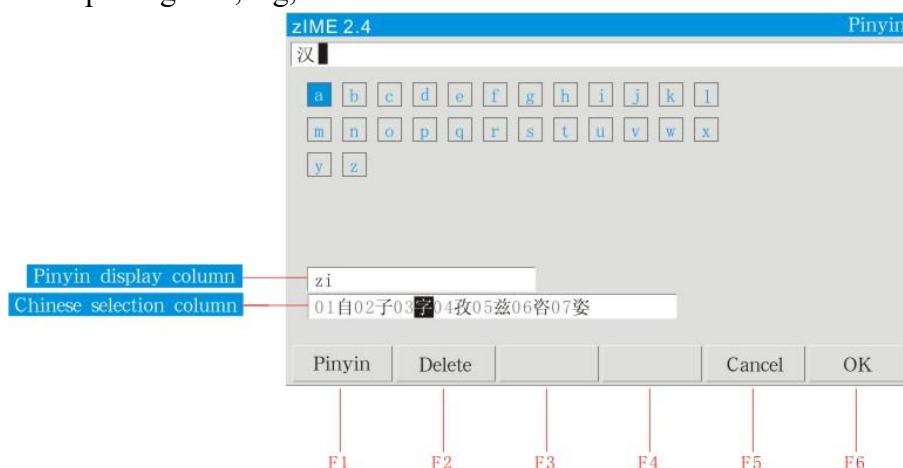 zIME 2.4 Pinyin
汉
a b c d e f g h i j k l
m n o p q r s t u v w x
y z
Pinyin display column zi
Chinese selection column 01自02子03字04孜05兹06咨07姿
Pinyin Delete Cancel OK
F1 F2 F3 F4 F5 F6